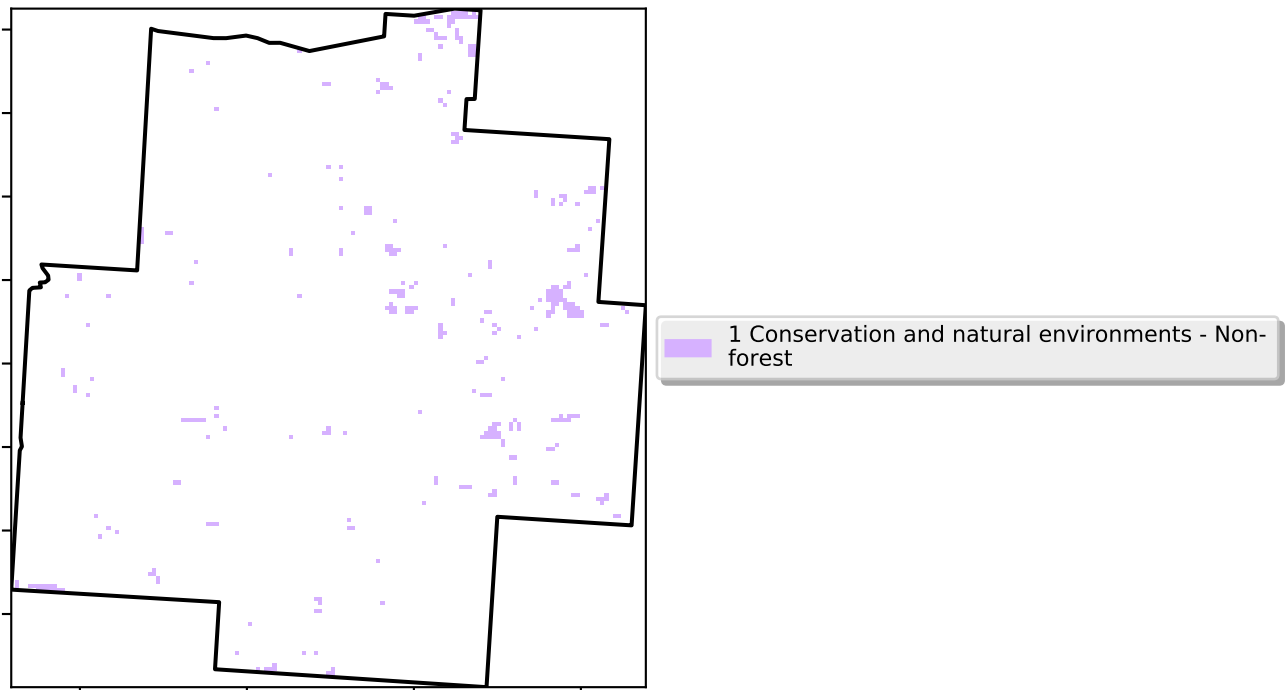 1 Conservation and natural environments - Non-
forest